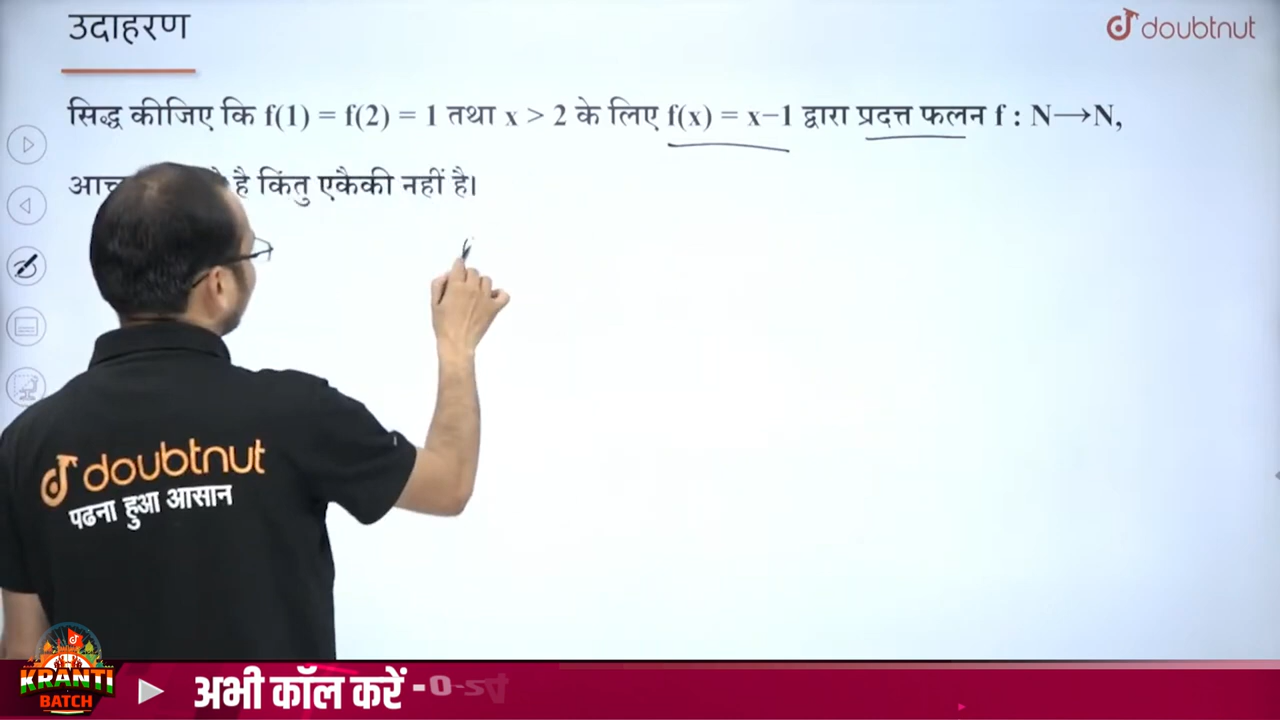 उदाहरण
doubtnut
सिद्ध कीजिए कि f(1) = f(2) = 1 तथा x > 2 के लिए f(x) = x−1 द्वारा प्रदत्त फलन f : N⟶N,
है किंतु एकैकी नहीं है।
doubtnut
पढना हुआ आसान
KRANTI
BATCH
अभी कॉल करें -0